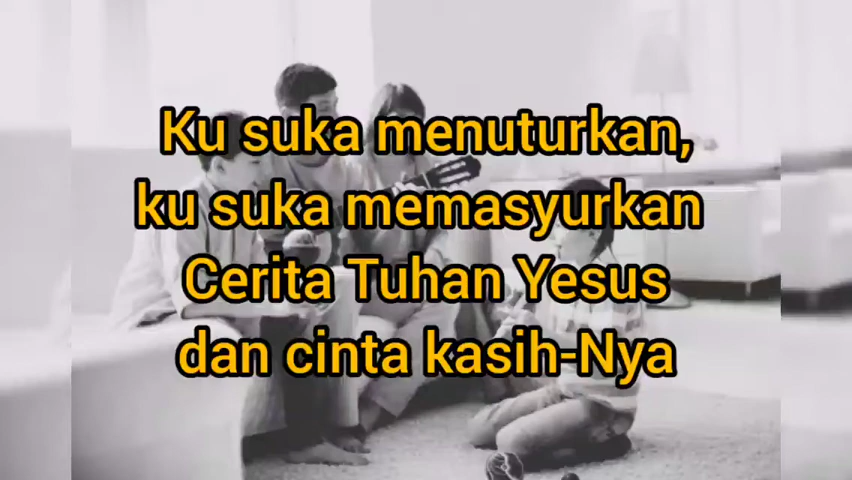 Ku suka menuturkan,
ku suka memasyurkan
Cerita Tuhan Yesus
dan cinta kasih-Nya